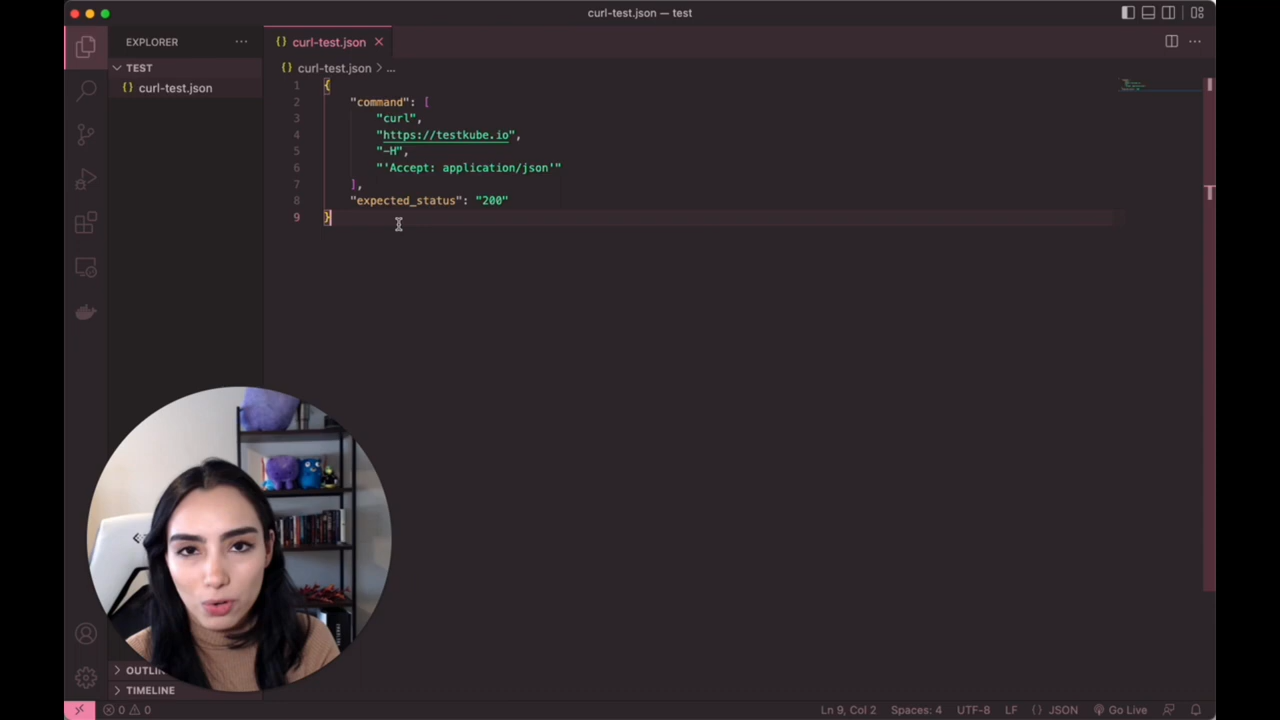 curl-test.json — test
EXPLORER
TEST
{} curl-test.json
{} curl-test.json
{} curl-test.json > ...
1 {
2 "command": [
3 "curl",
4 "https://testkube.io",
5 "-H",
6 "'Accept: application/json'"
7 ],
8 "expected_status": "200"
9 }
OUTLIN
TIMELINE
0 0
Ln 9, Col 2 Spaces: 4 UTF-8 LF {} JSON Go Live